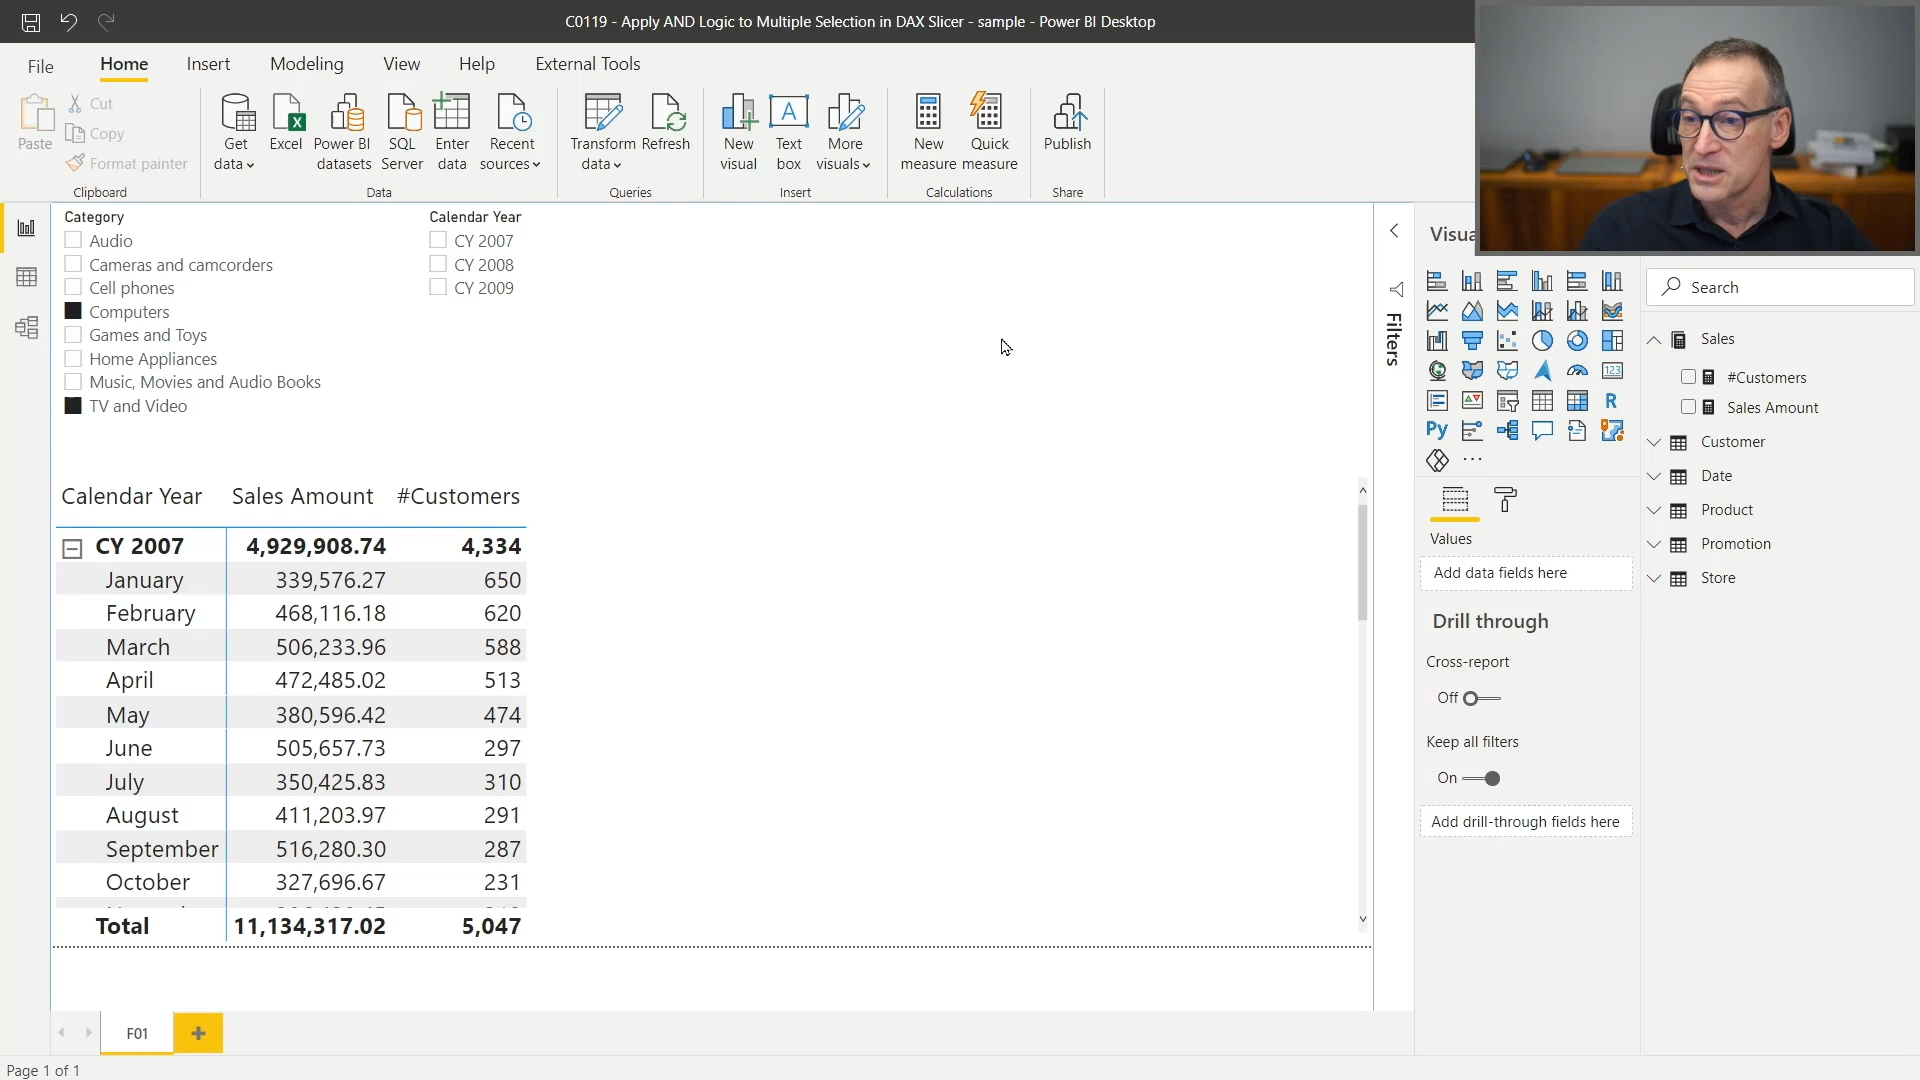 C0119 - Apply AND Logic to Multiple Selection in DAX Slicer - sample - Power BI Desktop
File
Home
Insert
Modeling
View
Help
External Tools
Paste
Cut
Copy
Format painter
Clipboard
Get data
Excel
Power BI datasets
SQL Server
Enter data
Recent sources
Data
Transform data
Refresh
Queries
New visual
A
Text box
More visuals
Insert
New measure
Quick measure
Calculations
Publish
Share
Category
Audio
Cameras and camcorders
Cell phones
Computers
Games and Toys
Home Appliances
Music, Movies and Audio Books
TV and Video
Calendar Year
CY 2007
CY 2008
CY 2009
Calendar Year Sales Amount #Customers
CY 2007 4,929,908.74 4,334
January 339,576.27 650
February 468,116.18 620
March 506,233.96 588
April 472,485.02 513
May 380,596.42 474
June 505,657.73 297
July 350,425.83 310
August 411,203.97 291
September 516,280.30 287
October 327,696.67 231
Total 11,134,317.02 5,047
Filters
Visua
123
R
Py
Values
Add data fields here
Drill through
Cross-report
Off
Keep all filters
On
Add drill-through fields here
Search
Sales
#Customers
Sales Amount
Customer
Date
Product
Promotion
Store
F01
Page 1 of 1